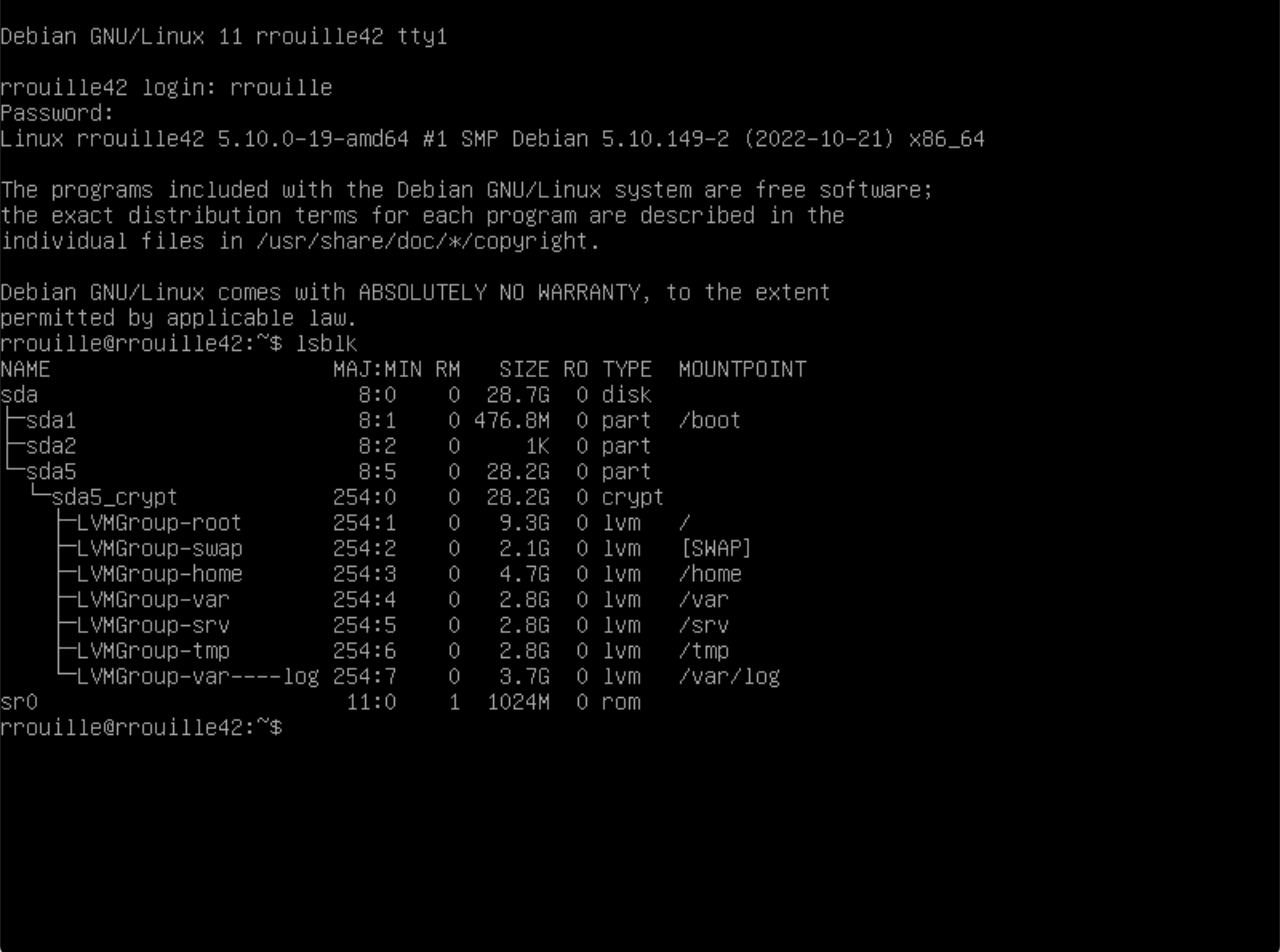 Debian GNU/Linux 11 rrouille42 tty1
rrouille42 login: rrouille
Password:
Linux rrouille42 5.10.0-19-amd64 #1 SMP Debian 5.10.149-2 (2022-10-21) x86_64
The programs included with the Debian GNU/Linux system are free software;
the exact distribution terms for each program are described in the
individual files in /usr/share/doc/*/copyright.
Debian GNU/Linux comes with ABSOLUTELY NO WARRANTY, to the extent
permitted by applicable law.
rrouille@rrouille42:~$ lsblk
NAME                      MAJ:MIN RM   SIZE RO TYPE  MOUNTPOINT
sda                         8:0    0  28.7G  0 disk
├─sda1                      8:1    0 476.8M  0 part  /boot
├─sda2                      8:2    0     1K  0 part
└─sda5                      8:5    0  28.2G  0 part
  └─sda5_crypt            254:0    0  28.2G  0 crypt
    ├─LVMGroup-root       254:1    0   9.3G  0 lvm   /
    ├─LVMGroup-swap       254:2    0   2.1G  0 lvm   [SWAP]
    ├─LVMGroup-home       254:3    0   4.7G  0 lvm   /home
    ├─LVMGroup-var        254:4    0   2.8G  0 lvm   /var
    ├─LVMGroup-srv        254:5    0   2.8G  0 lvm   /srv
    ├─LVMGroup-tmp        254:6    0   2.8G  0 lvm   /tmp
    └─LVMGroup-var----log 254:7    0   3.7G  0 lvm   /var/log
sr0                        11:0    1  1024M  0 rom
rrouille@rrouille42:~$